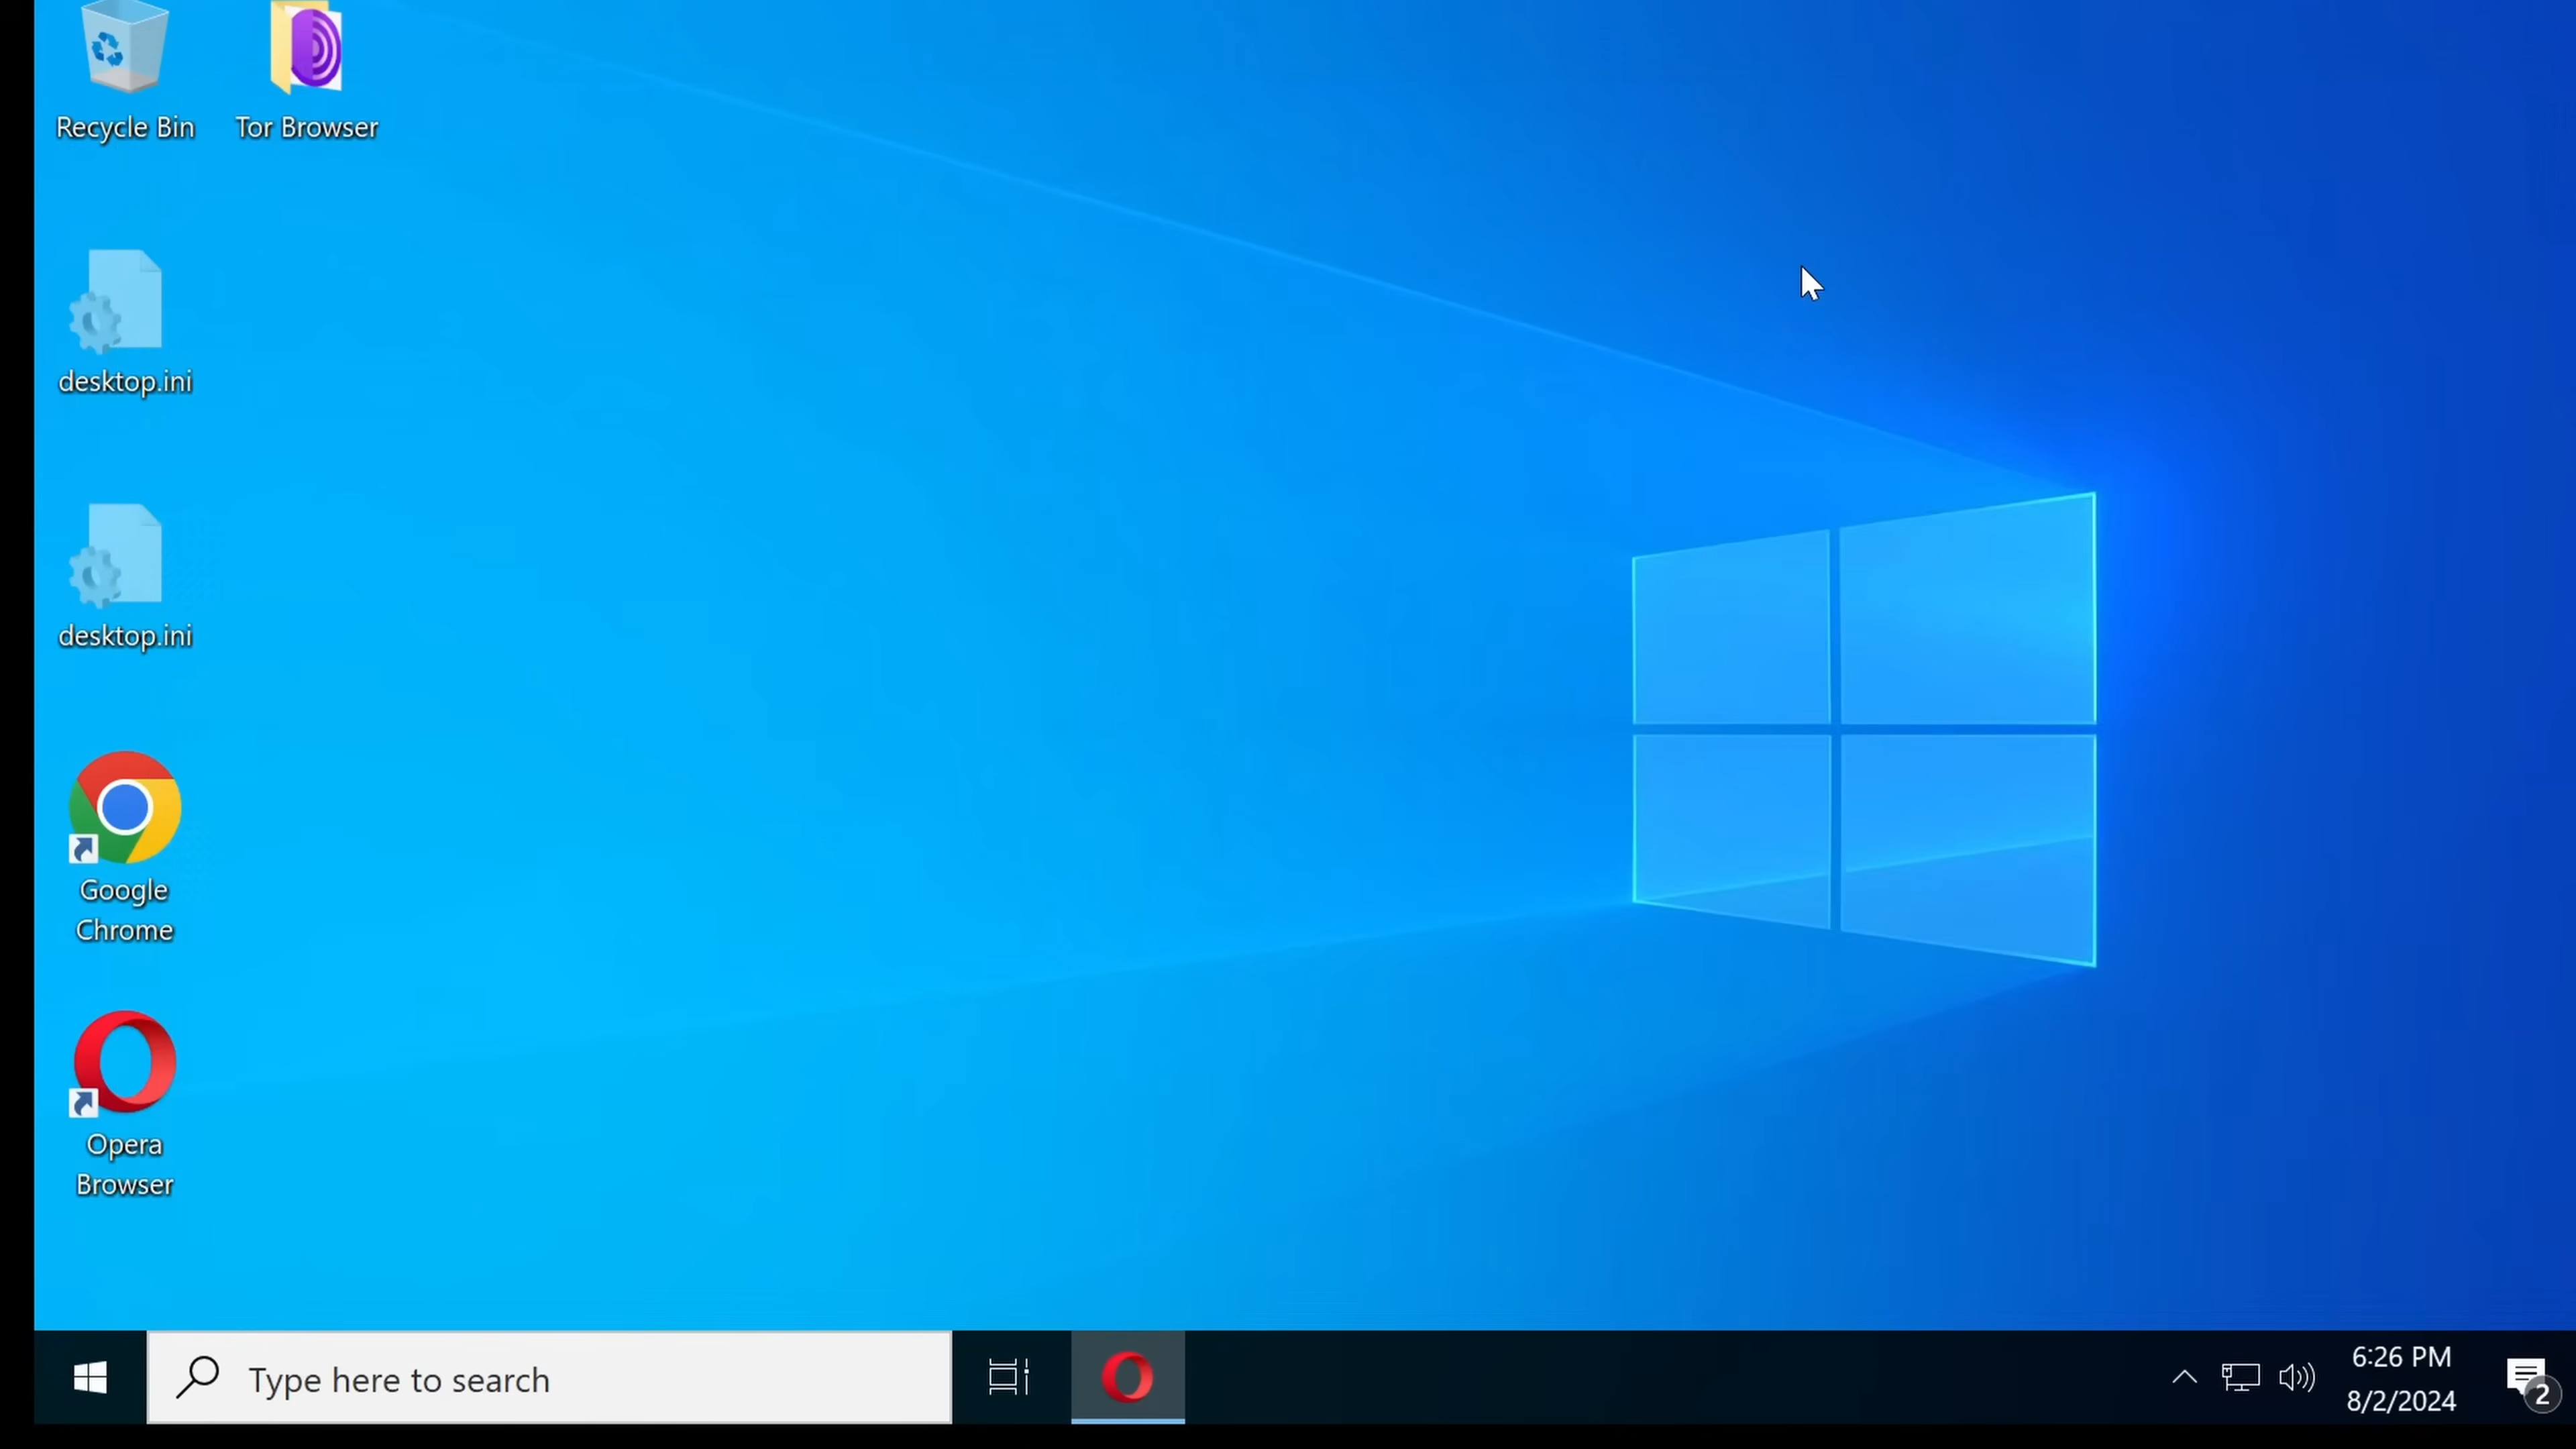 Recycle Bin
Tor Browser
desktop.ini
desktop.ini
Google
Chrome
Opera
Browser
Type here to search
6:26 PM
8/2/2024
2